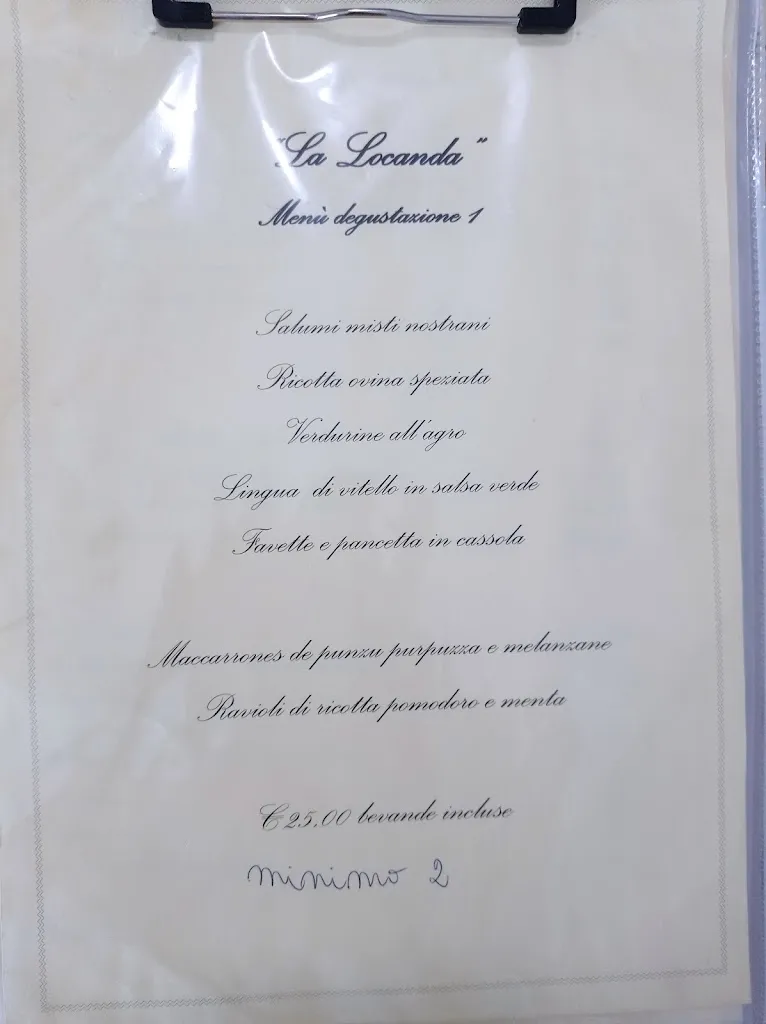 "La Locanda"
Menù degustazione 1
Salumi misti nostrani
Ricotta ovina speziata
Verdurine all'agro
Lingua di vitello in salsa verde
Favette e pancetta in cassola
Maccarrones de punzu purpuzza e melanzane
Ravioli di ricotta pomodoro e menta
€ 25.00 bevande incluse
minimo 2